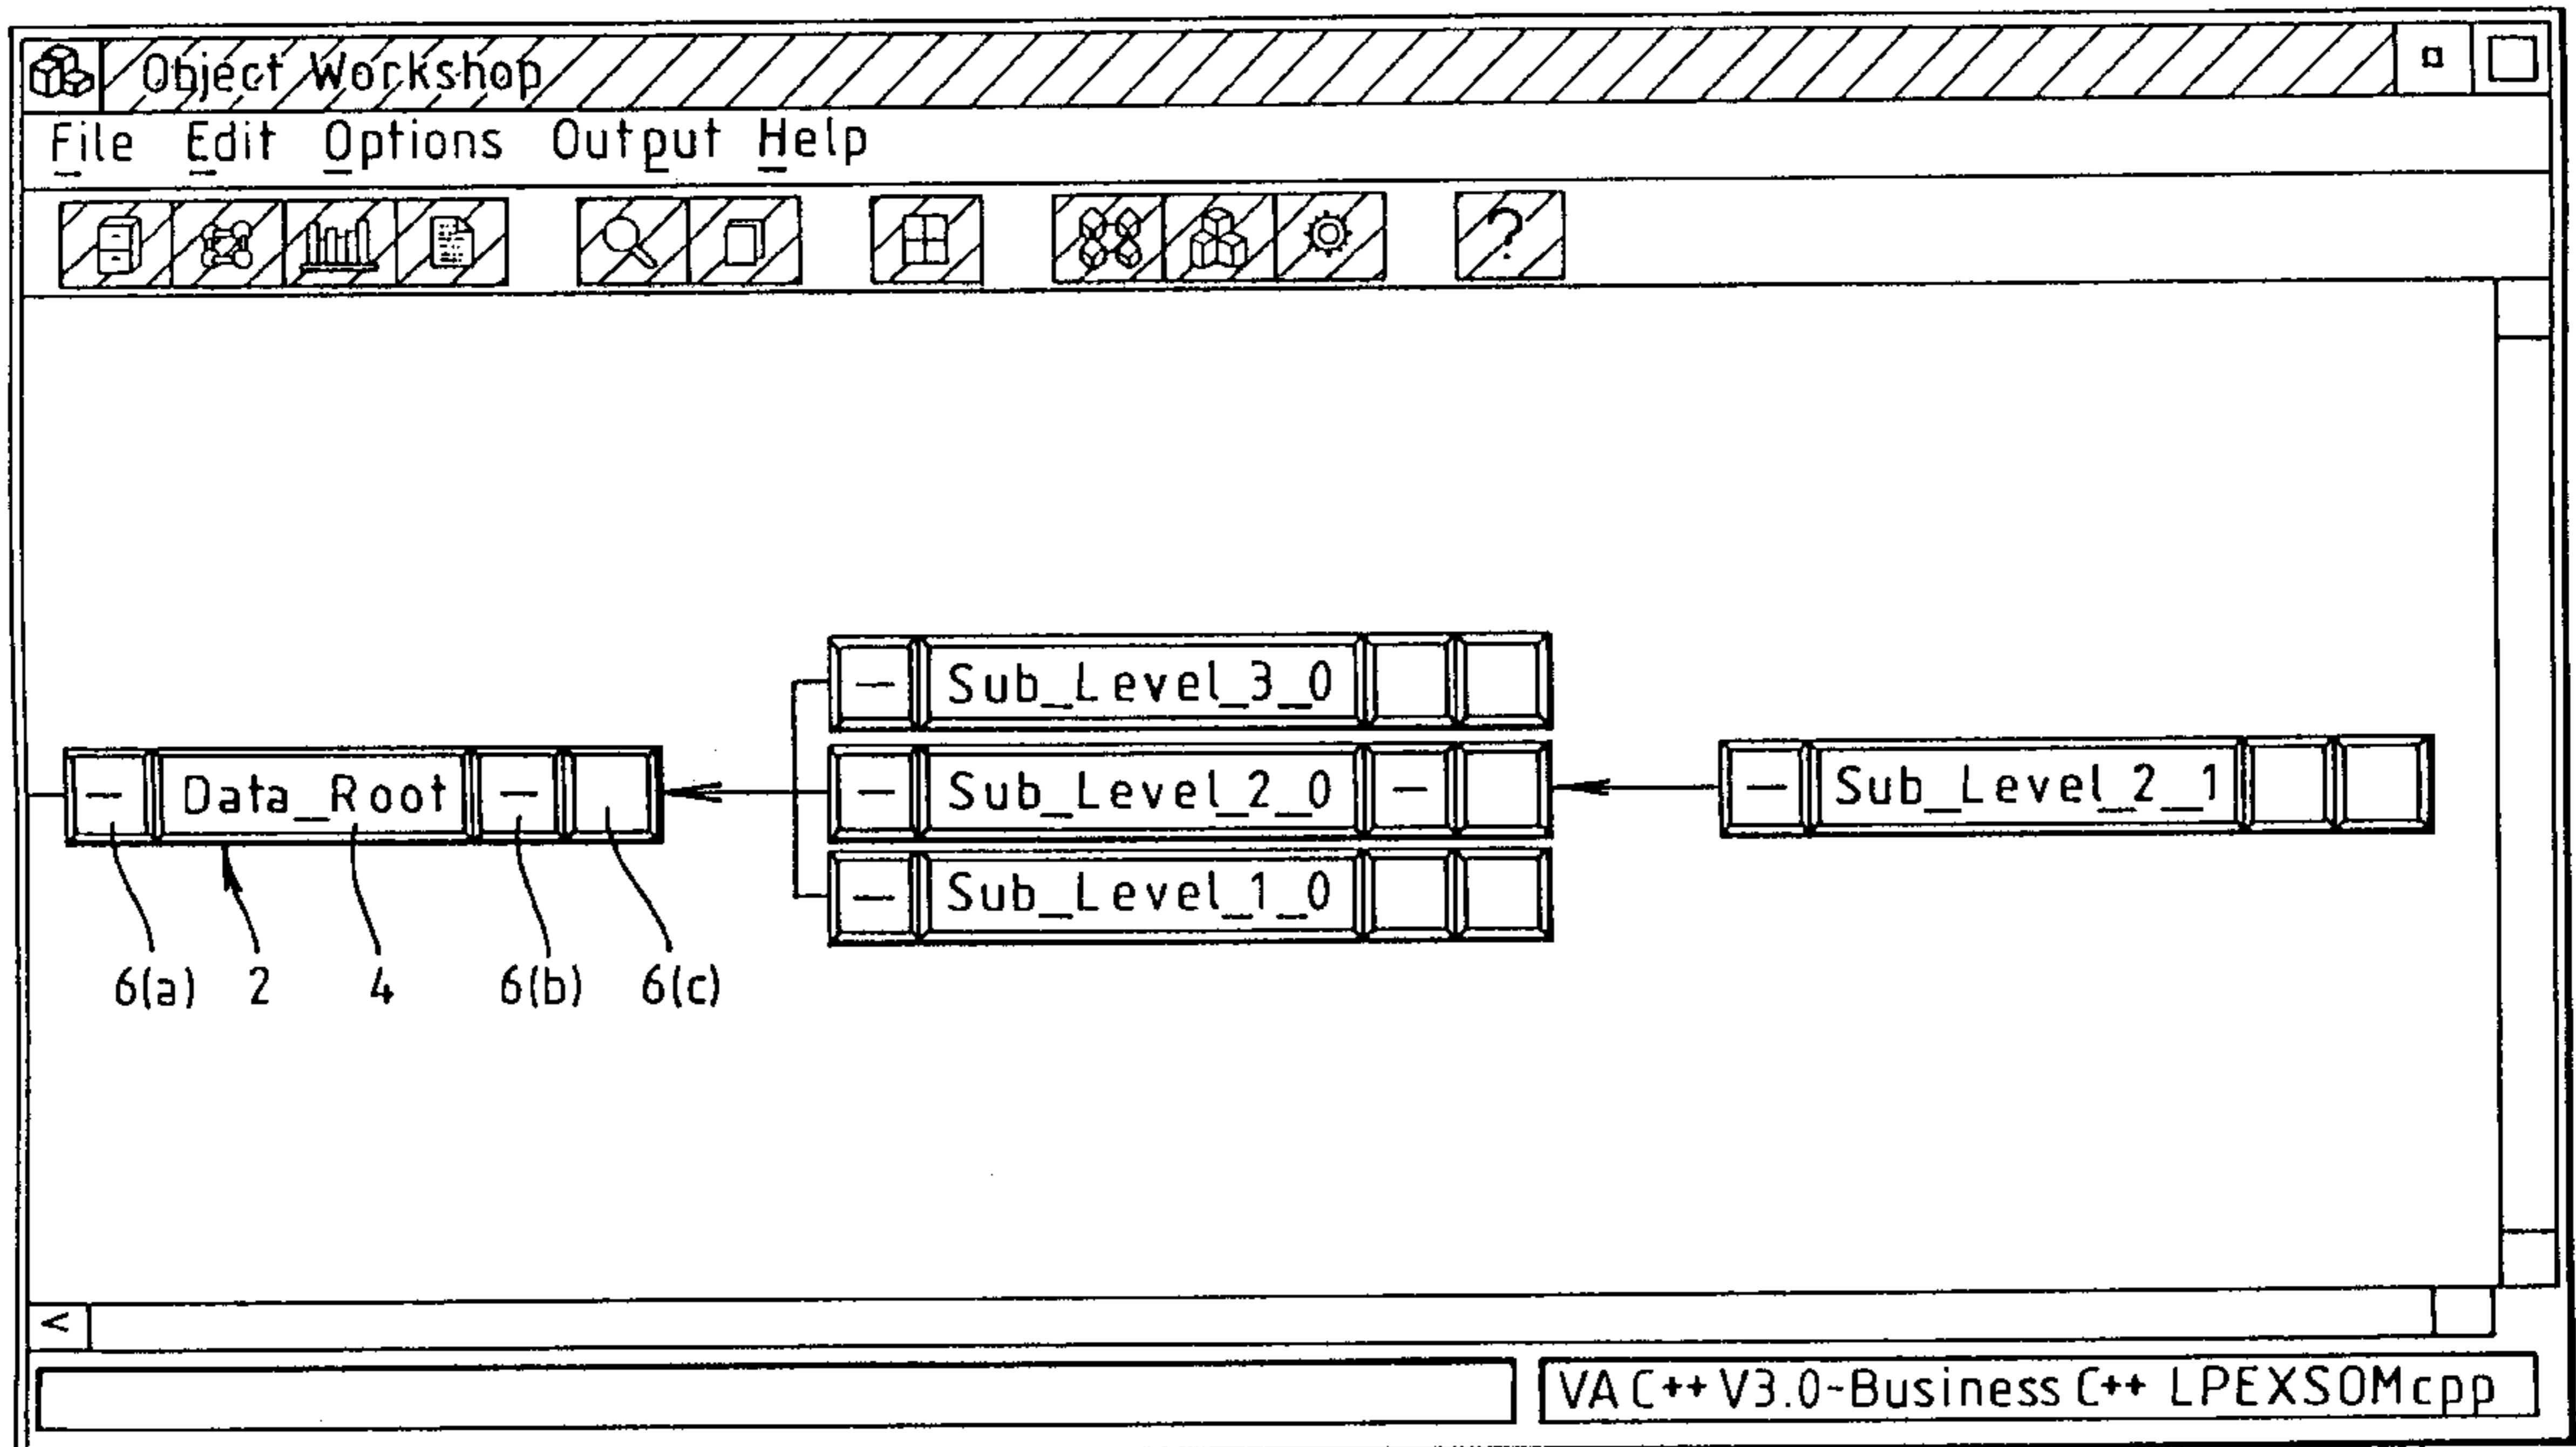 Object Workshop
File Edit Options Output Help
?
Sub_Level_3_0
Data_Root
Sub_Level_2_0
Sub_Level_2_1
Sub_Level_1_0
6(a) 2 4 6(b) 6(c)
<
VA C++ V3.0-Business C++ LPEXSOMcpp